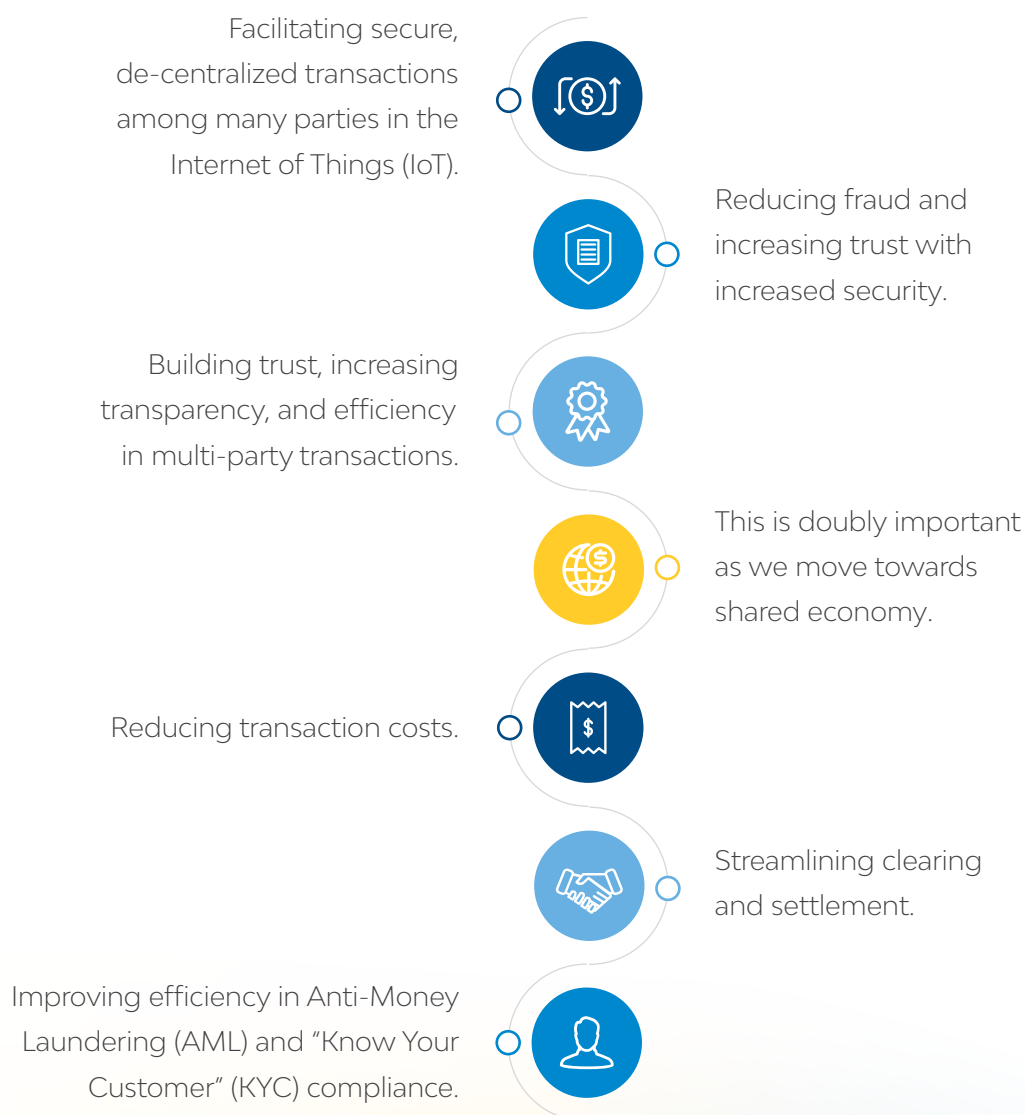 Facilitating secure,
de-centralized transactions
among many parties in the
Internet of Things (IoT).
$
Reducing fraud and
increasing trust with
increased security.
Building trust, increasing
transparency, and efficiency
in multi-party transactions.
$
This is doubly important
as we move towards
shared economy.
Reducing transaction costs.
$
Streamlining clearing
and settlement.
Improving efficiency in Anti-Money
Laundering (AML) and “Know Your
Customer” (KYC) compliance.